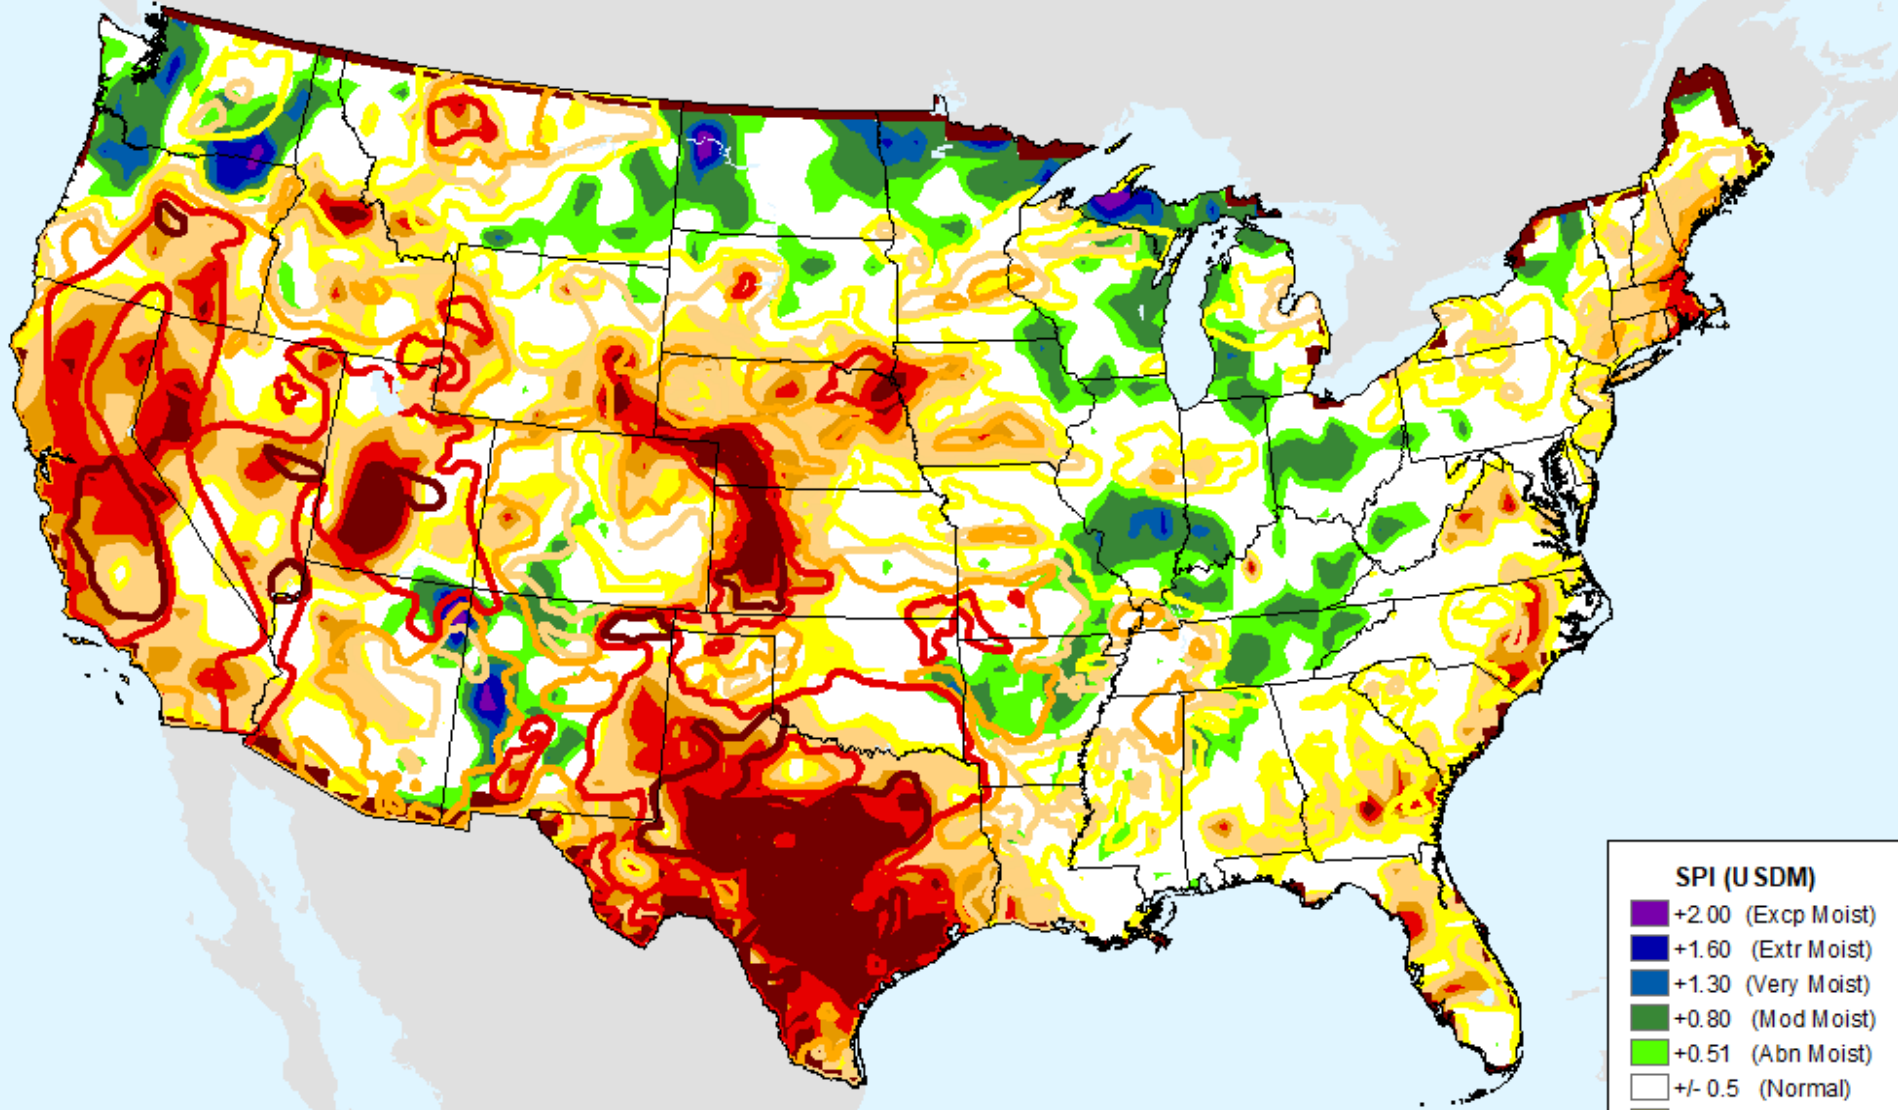 SPI (USDM)
+2.00 (Excp Moist)
+1.60 (Extr Moist)
+1.30 (Very Moist)
+0.80 (Mod Moist)
+0.51 (Abn Moist)
+/- 0.5 (Normal)